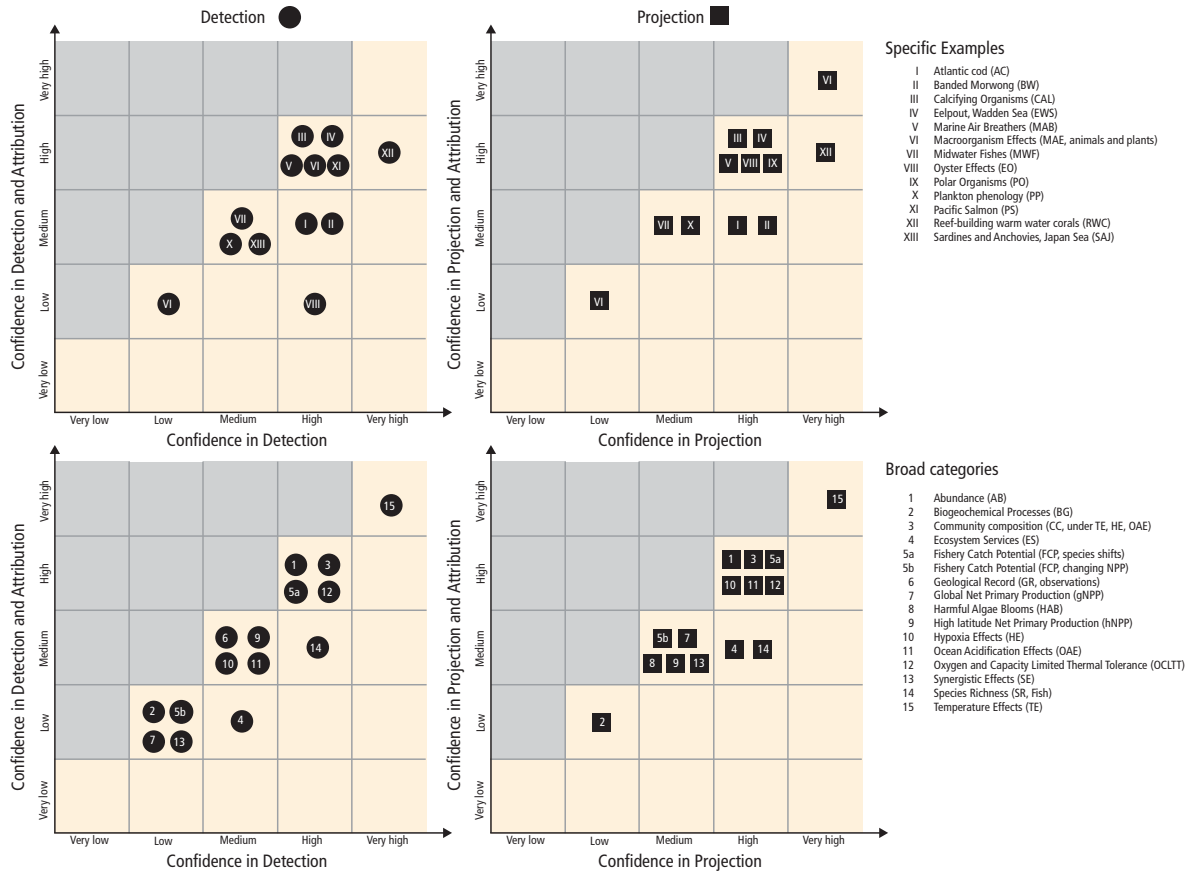 Detection
Projection
Confidence in Detection and Attribution
Very high
High
Medium
Low
Very low
III IV
V VI XI
XII
VII
X XIII
I II
VI
VIII
Very low Low Medium High Very high
Confidence in Detection
Confidence in Projection and Attribution
Very high
High
Medium
Low
Very low
VI
III IV
V VIII IX
XII
VII X
I II
VI
Very low Low Medium High Very high
Confidence in Projection
Specific Examples
I Atlantic cod (AC)
II Banded Morwong (BW)
III Calcifying Organisms (CAL)
IV Eelpout, Wadden Sea (EWS)
V Marine Air Breathers (MAB)
VI Macroorganism Effects (MAE, animals and plants)
VII Midwater Fishes (MWF)
VIII Oyster Effects (EO)
IX Polar Organisms (PO)
X Plankton phenology (PP)
XI Pacific Salmon (PS)
XII Reef-building warm water corals (RWC)
XIII Sardines and Anchovies, Japan Sea (SAJ)
Confidence in Detection and Attribution
Very high
High
Medium
Low
Very low
15
1 3
5a 12
6 9
10 11
14
2 5b
7 13
4
Very low Low Medium High Very high
Confidence in Detection
Confidence in Projection and Attribution
Very high
High
Medium
Low
Very low
15
1 3 5a
10 11 12
5b 7
8 9 13
4 14
2
Very low Low Medium High Very high
Confidence in Projection
Broad categories
1 Abundance (AB)
2 Biogeochemical Processes (BG)
3 Community composition (CC, under TE, HE, OAE)
4 Ecosystem Services (ES)
5a Fishery Catch Potential (FCP, species shifts)
5b Fishery Catch Potential (FCP, changing NPP)
6 Geological Record (GR, observations)
7 Global Net Primary Production (gNPP)
8 Harmful Algae Blooms (HAB)
9 High latitude Net Primary Production (hNPP)
10 Hypoxia Effects (HE)
11 Ocean Acidification Effects (OAE)
12 Oxygen and Capacity Limited Thermal Tolerance (OCLTT)
13 Synergistic Effects (SE)
14 Species Richness (SR, Fish)
15 Temperature Effects (TE)